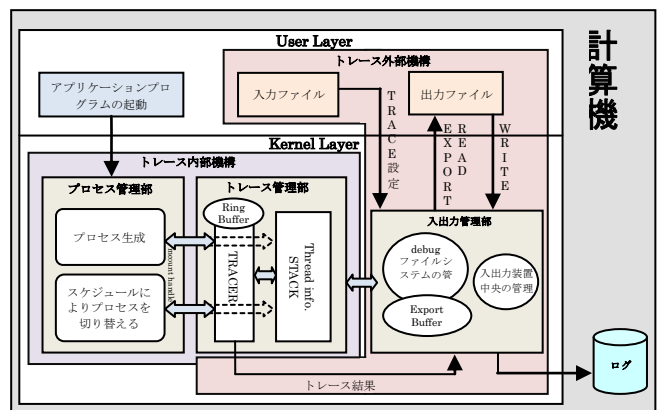 計算機
User Layer
トレース外部機構
アプリケーションプロ
グラムの起動
入力ファイル
出力ファイル
TRACE設定
EXPORT
READ
WRITE
Kernel Layer
トレース内部機構
プロセス管理部
トレース管理部
入出力管理部
Ring
Buffer
プロセス生成
スケジュールに
よりプロセスを
切り替える
TRACER
Thread info.
STACK
debug
ファイルシ
ステムの管
入出力装置
中央の管理
Export
Buffer
トレース結果
ログ